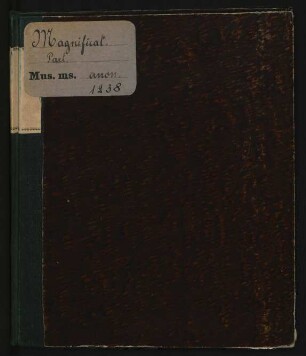 Magnificat.
Part.
Mus. ms. anon.
1238